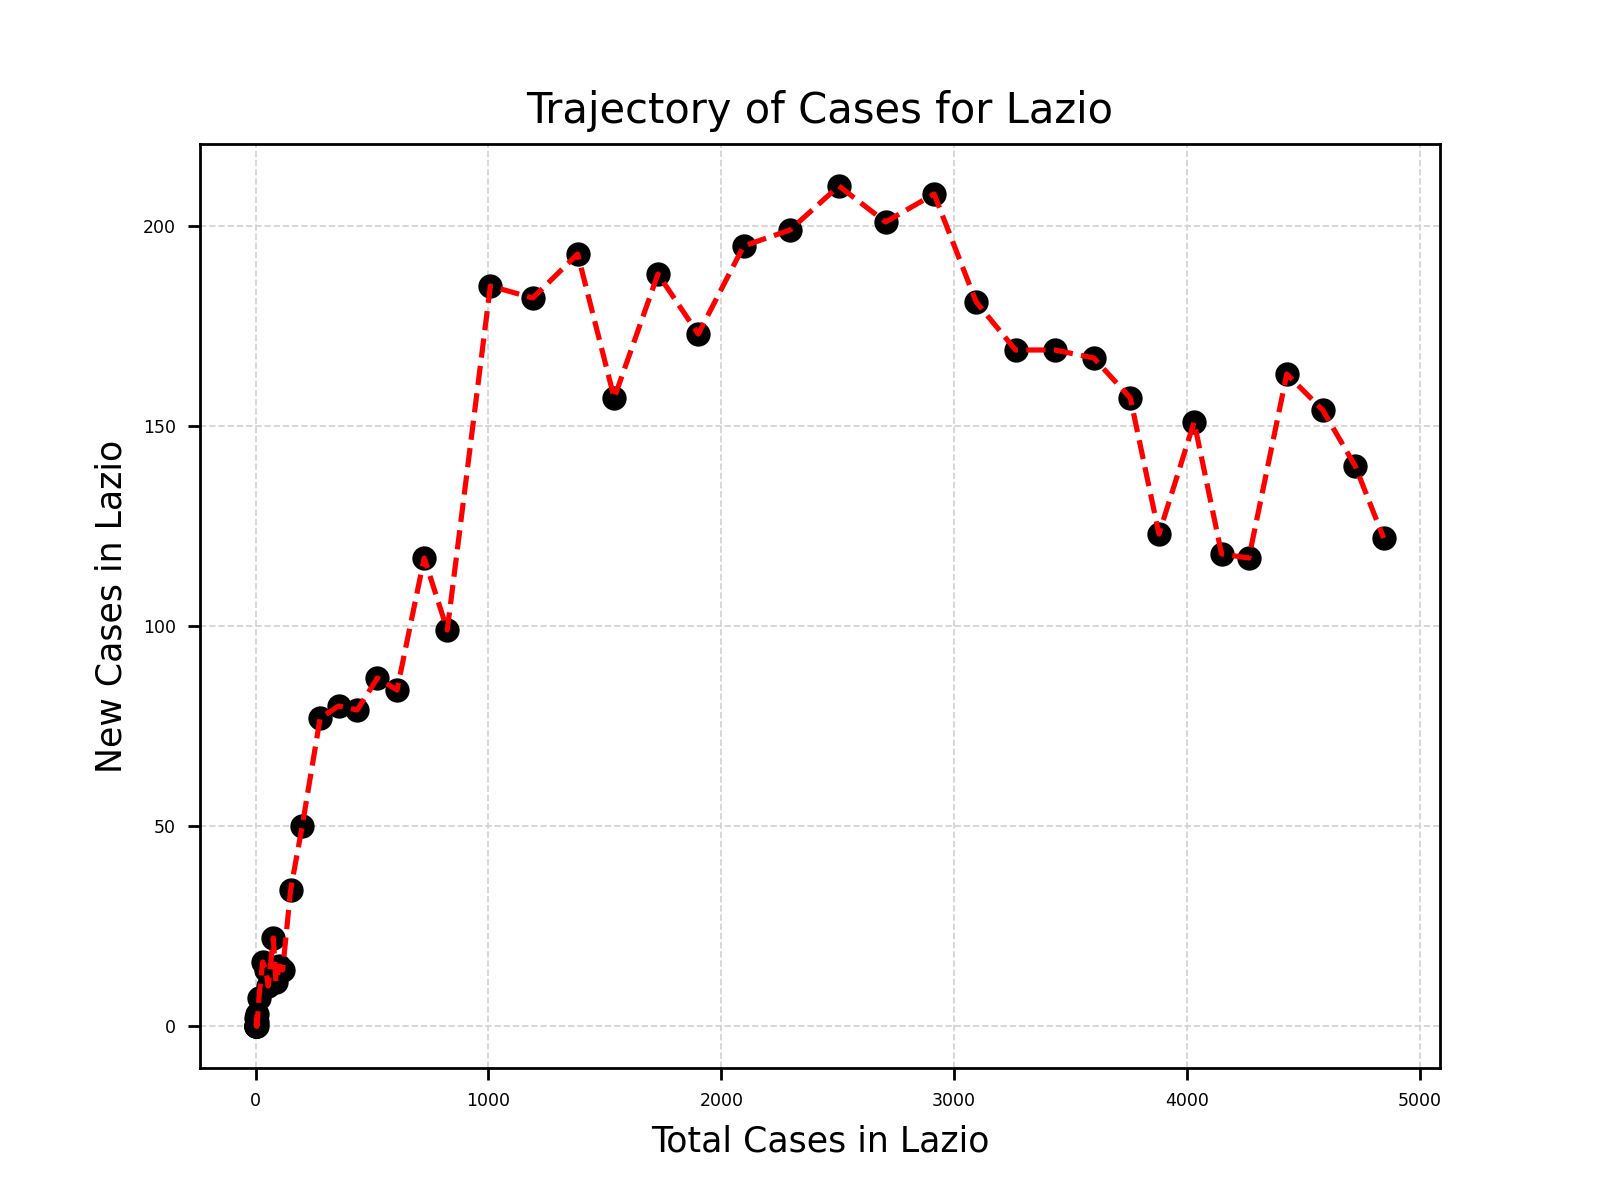 Trajectory of Cases for Lazio
200
150
100
50
0
New Cases in Lazio
0 1000 2000 3000 4000 5000
Total Cases in Lazio